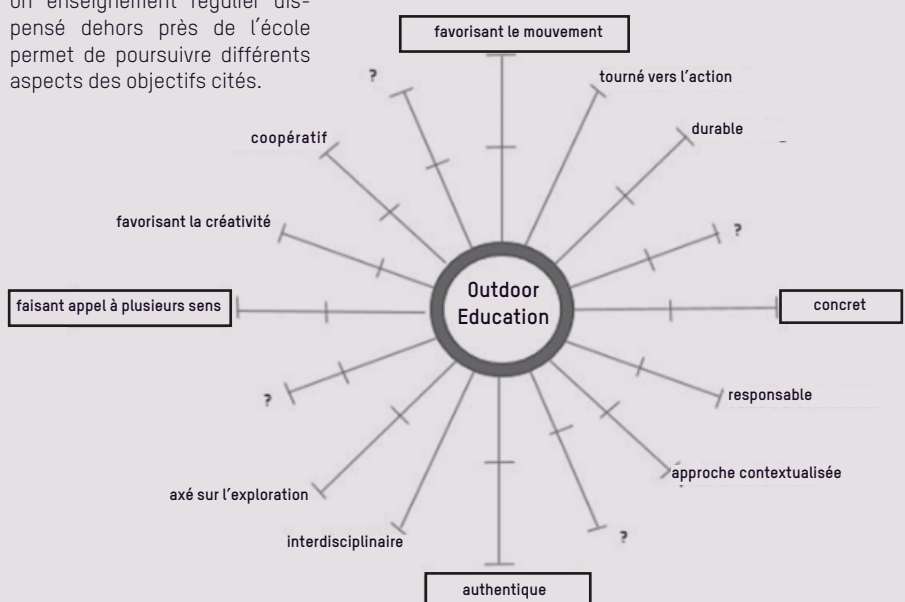 Un enseignement régulier dis-
pensé dehors près de l'école
permet de poursuivre différents
aspects des objectifs cités.
favorisant le mouvement
?
tourné vers l'action
coopératif
durable
favorisant la créativité
?
Outdoor
Education
faisant appel à plusieurs sens
concret
?
responsable
approche contextualisée
axé sur l'exploration
interdisciplinaire
?
authentique